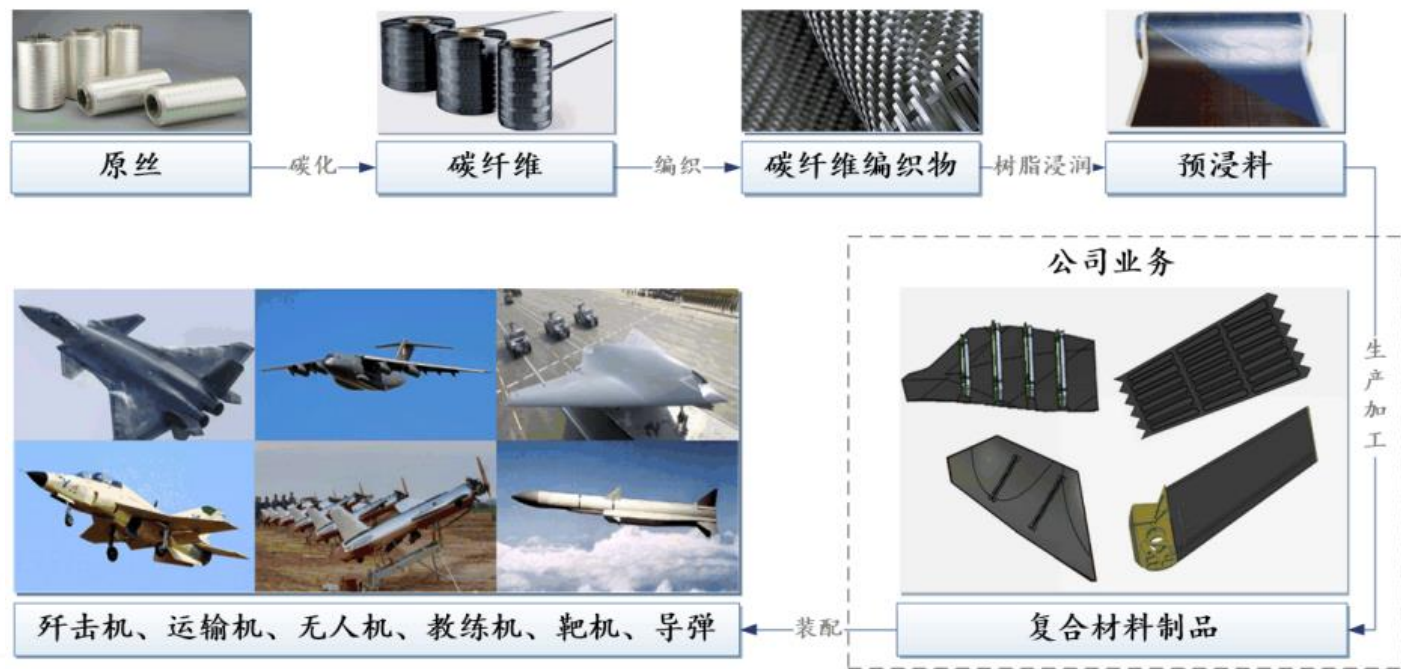 原丝
碳化
碳纤维
编织
碳纤维编织物
树脂浸润
预浸料
生产加工
公司业务
复合材料制品
装配
歼击机、运输机、无人机、教练机、靶机、导弹